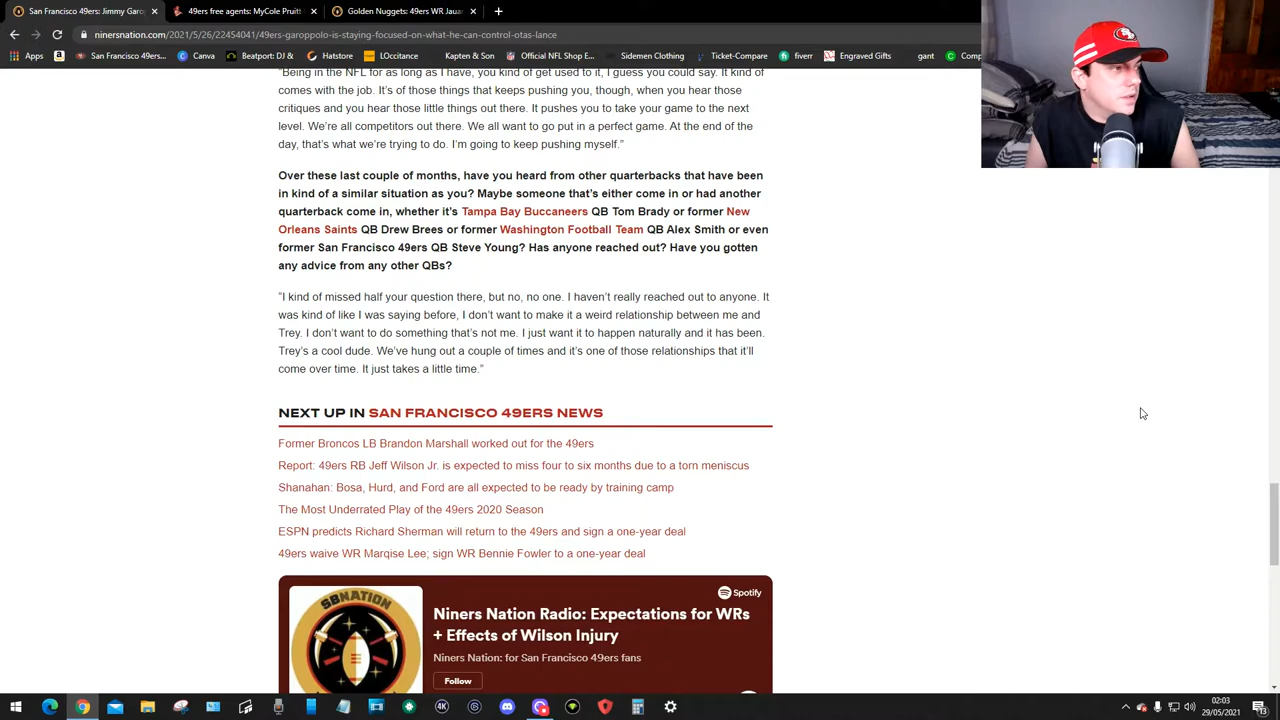 San Francisco 49ers: Jimmy Garop
49ers free agents: MyCole Pruitt
Golden Nuggets: 49ers WR Jauan
ninersnation.com/2021/5/26/22454041/49ers-garoppolo-is-staying-focused-on-what-he-can-control-otas-lance
Apps
San Francisco 49ers...
Canva
Beatport: DJ &
Hatstore
LOccitane
Kapten & Son
Official NFL Shop E...
Sidemen Clothing
Ticket-Compare
fiverr
Engraved Gifts
gant
Comp
"Being in the NFL for as long as I have, you kind of get used to it, I guess you could say. It kind of
comes with the job. It's of those things that keeps pushing you, though, when you hear those
critiques and you hear those little things out there. It pushes you to take your game to the next
level. We're all competitors out there. We all want to go put in a perfect game. At the end of the
day, that's what we're trying to do. I'm going to keep pushing myself."
Over these last couple of months, have you heard from other quarterbacks that have been
in kind of a similar situation as you? Maybe someone that's either come in or had another
quarterback come in, whether it's Tampa Bay Buccaneers QB Tom Brady or former New
Orleans Saints QB Drew Brees or former Washington Football Team QB Alex Smith or even
former San Francisco 49ers QB Steve Young? Has anyone reached out? Have you gotten
any advice from any other QBs?
"I kind of missed half your question there, but no, no one. I haven't really reached out to anyone. It
was kind of like I was saying before, I don't want to make it a weird relationship between me and
Trey. I don't want to do something that's not me. I just want it to happen naturally and it has been.
Trey's a cool dude. We've hung out a couple of times and it's one of those relationships that it'll
come over time. It just takes a little time."
NEXT UP IN SAN FRANCISCO 49ERS NEWS
Former Broncos LB Brandon Marshall worked out for the 49ers
Report: 49ers RB Jeff Wilson Jr. is expected to miss four to six months due to a torn meniscus
Shanahan: Bosa, Hurd, and Ford are all expected to be ready by training camp
The Most Underrated Play of the 49ers 2020 Season
ESPN predicts Richard Sherman will return to the 49ers and sign a one-year deal
49ers waive WR Marqise Lee; sign WR Bennie Fowler to a one-year deal
SBNATION
Spotify
Niners Nation Radio: Expectations for WRs
+ Effects of Wilson Injury
Niners Nation: for San Francisco 49ers fans
Follow
4K
02:03
29/05/2021
13